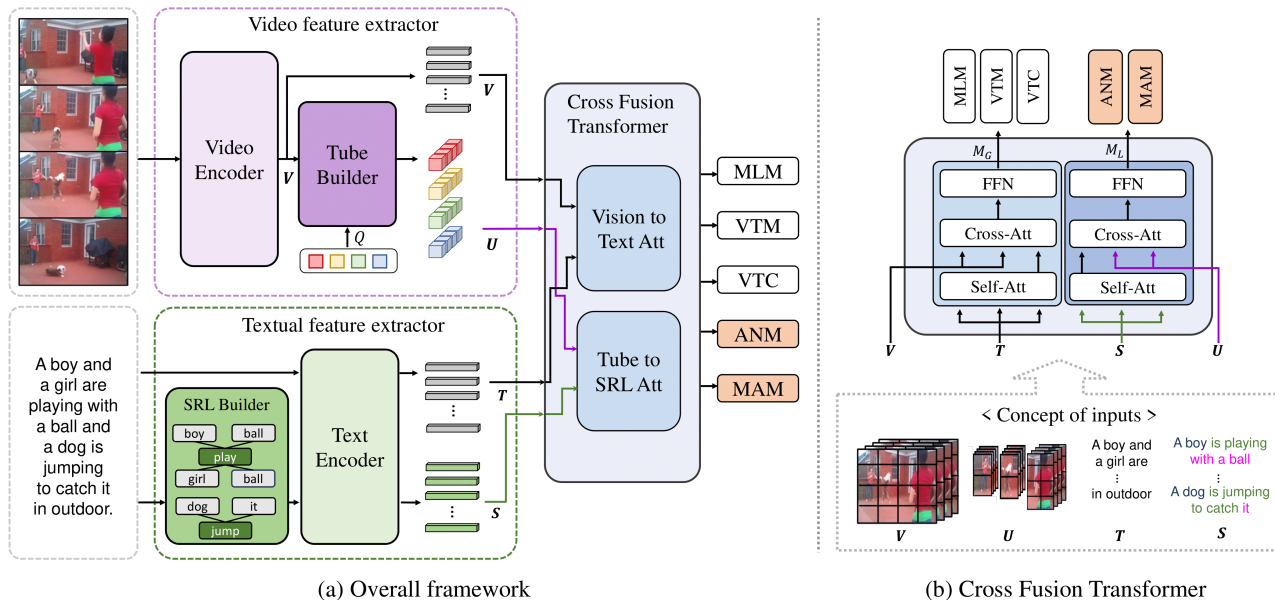 Video feature extractor
Video
Encoder
V
Tube
Builder
Q
V
U
A boy and
a girl are
playing with
a ball and
a dog is
jumping
to catch it
in outdoor.
Textual feature extractor
SRL Builder
boy ball
play
girl ball
dog it
jump
Text
Encoder
T
S
Cross Fusion
Transformer
Vision to
Text Att
Tube to
SRL Att
MLM
VTM
VTC
ANM
MAM
(a) Overall framework
MLM
VTM
VTC
ANM
MAM
M_G
M_L
FFN
FFN
Cross-Att
Cross-Att
Self-Att
Self-Att
V
T
S
U
< Concept of inputs >
A boy and
a girl are
⋮
in outdoor
A boy is playing
with a ball
⋮
A dog is jumping
to catch it
V
U
T
S
(b) Cross Fusion Transformer